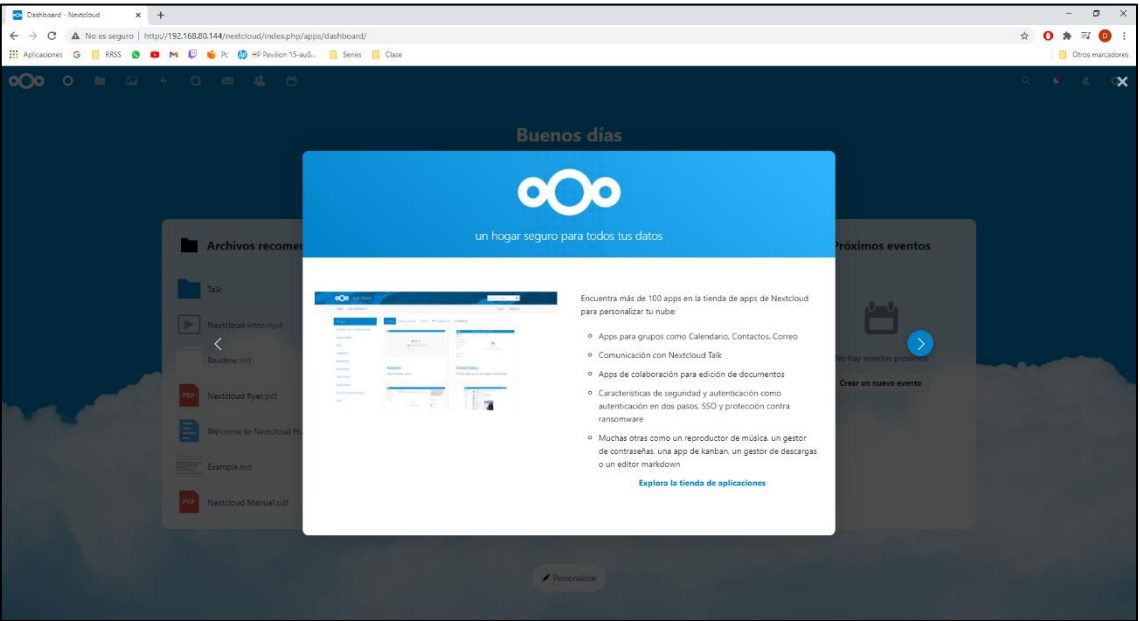 Dashboard - Nextcloud
No es seguro | http://192.168.80.144/nextcloud/index.php/apps/dashboard/
Aplicaciones RRSS Pc HP Pavilion 15-au0... Series Clase Otros marcadores
Buenos días
un hogar seguro para todos tus datos
Archivos recomen
Talk
Nextcloud intro.mp4
Readme.md
PDF Nextcloud flyer.pdf
Welcome to Nextcloud H...
Example.md
PDF Nextcloud Manual.pdf
Encuentra más de 100 apps en la tienda de apps de Nextcloud
para personalizar tu nube:
Apps para grupos como Calendario, Contactos, Correo
Comunicación con Nextcloud Talk
Apps de colaboración para edición de documentos
Características de seguridad y autenticación como
autenticación en dos pasos, SSO y protección contra
ransomware
Muchas otras como un reproductor de música, un gestor
de contraseñas, una app de kanban, un gestor de descargas
o un editor markdown
Explora la tienda de aplicaciones
Próximos eventos
No hay eventos próximos
Crear un nuevo evento
Personalizar